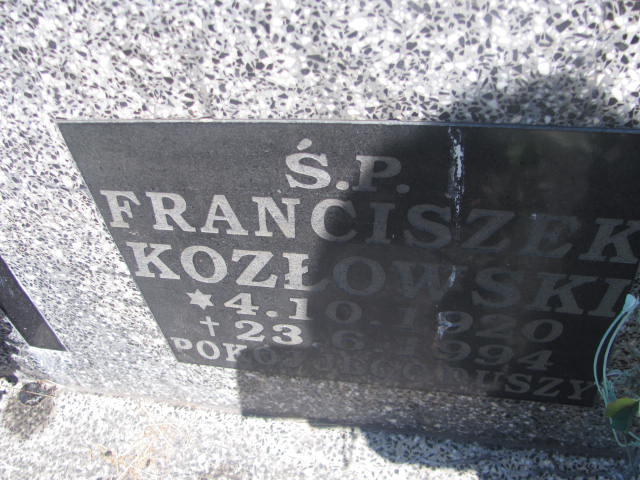 Ś.P.
FRANCISZEK
KOZŁOWSKI
* 4.10.1920
† 23.6.1994
POKÓJ JEGO DUSZY